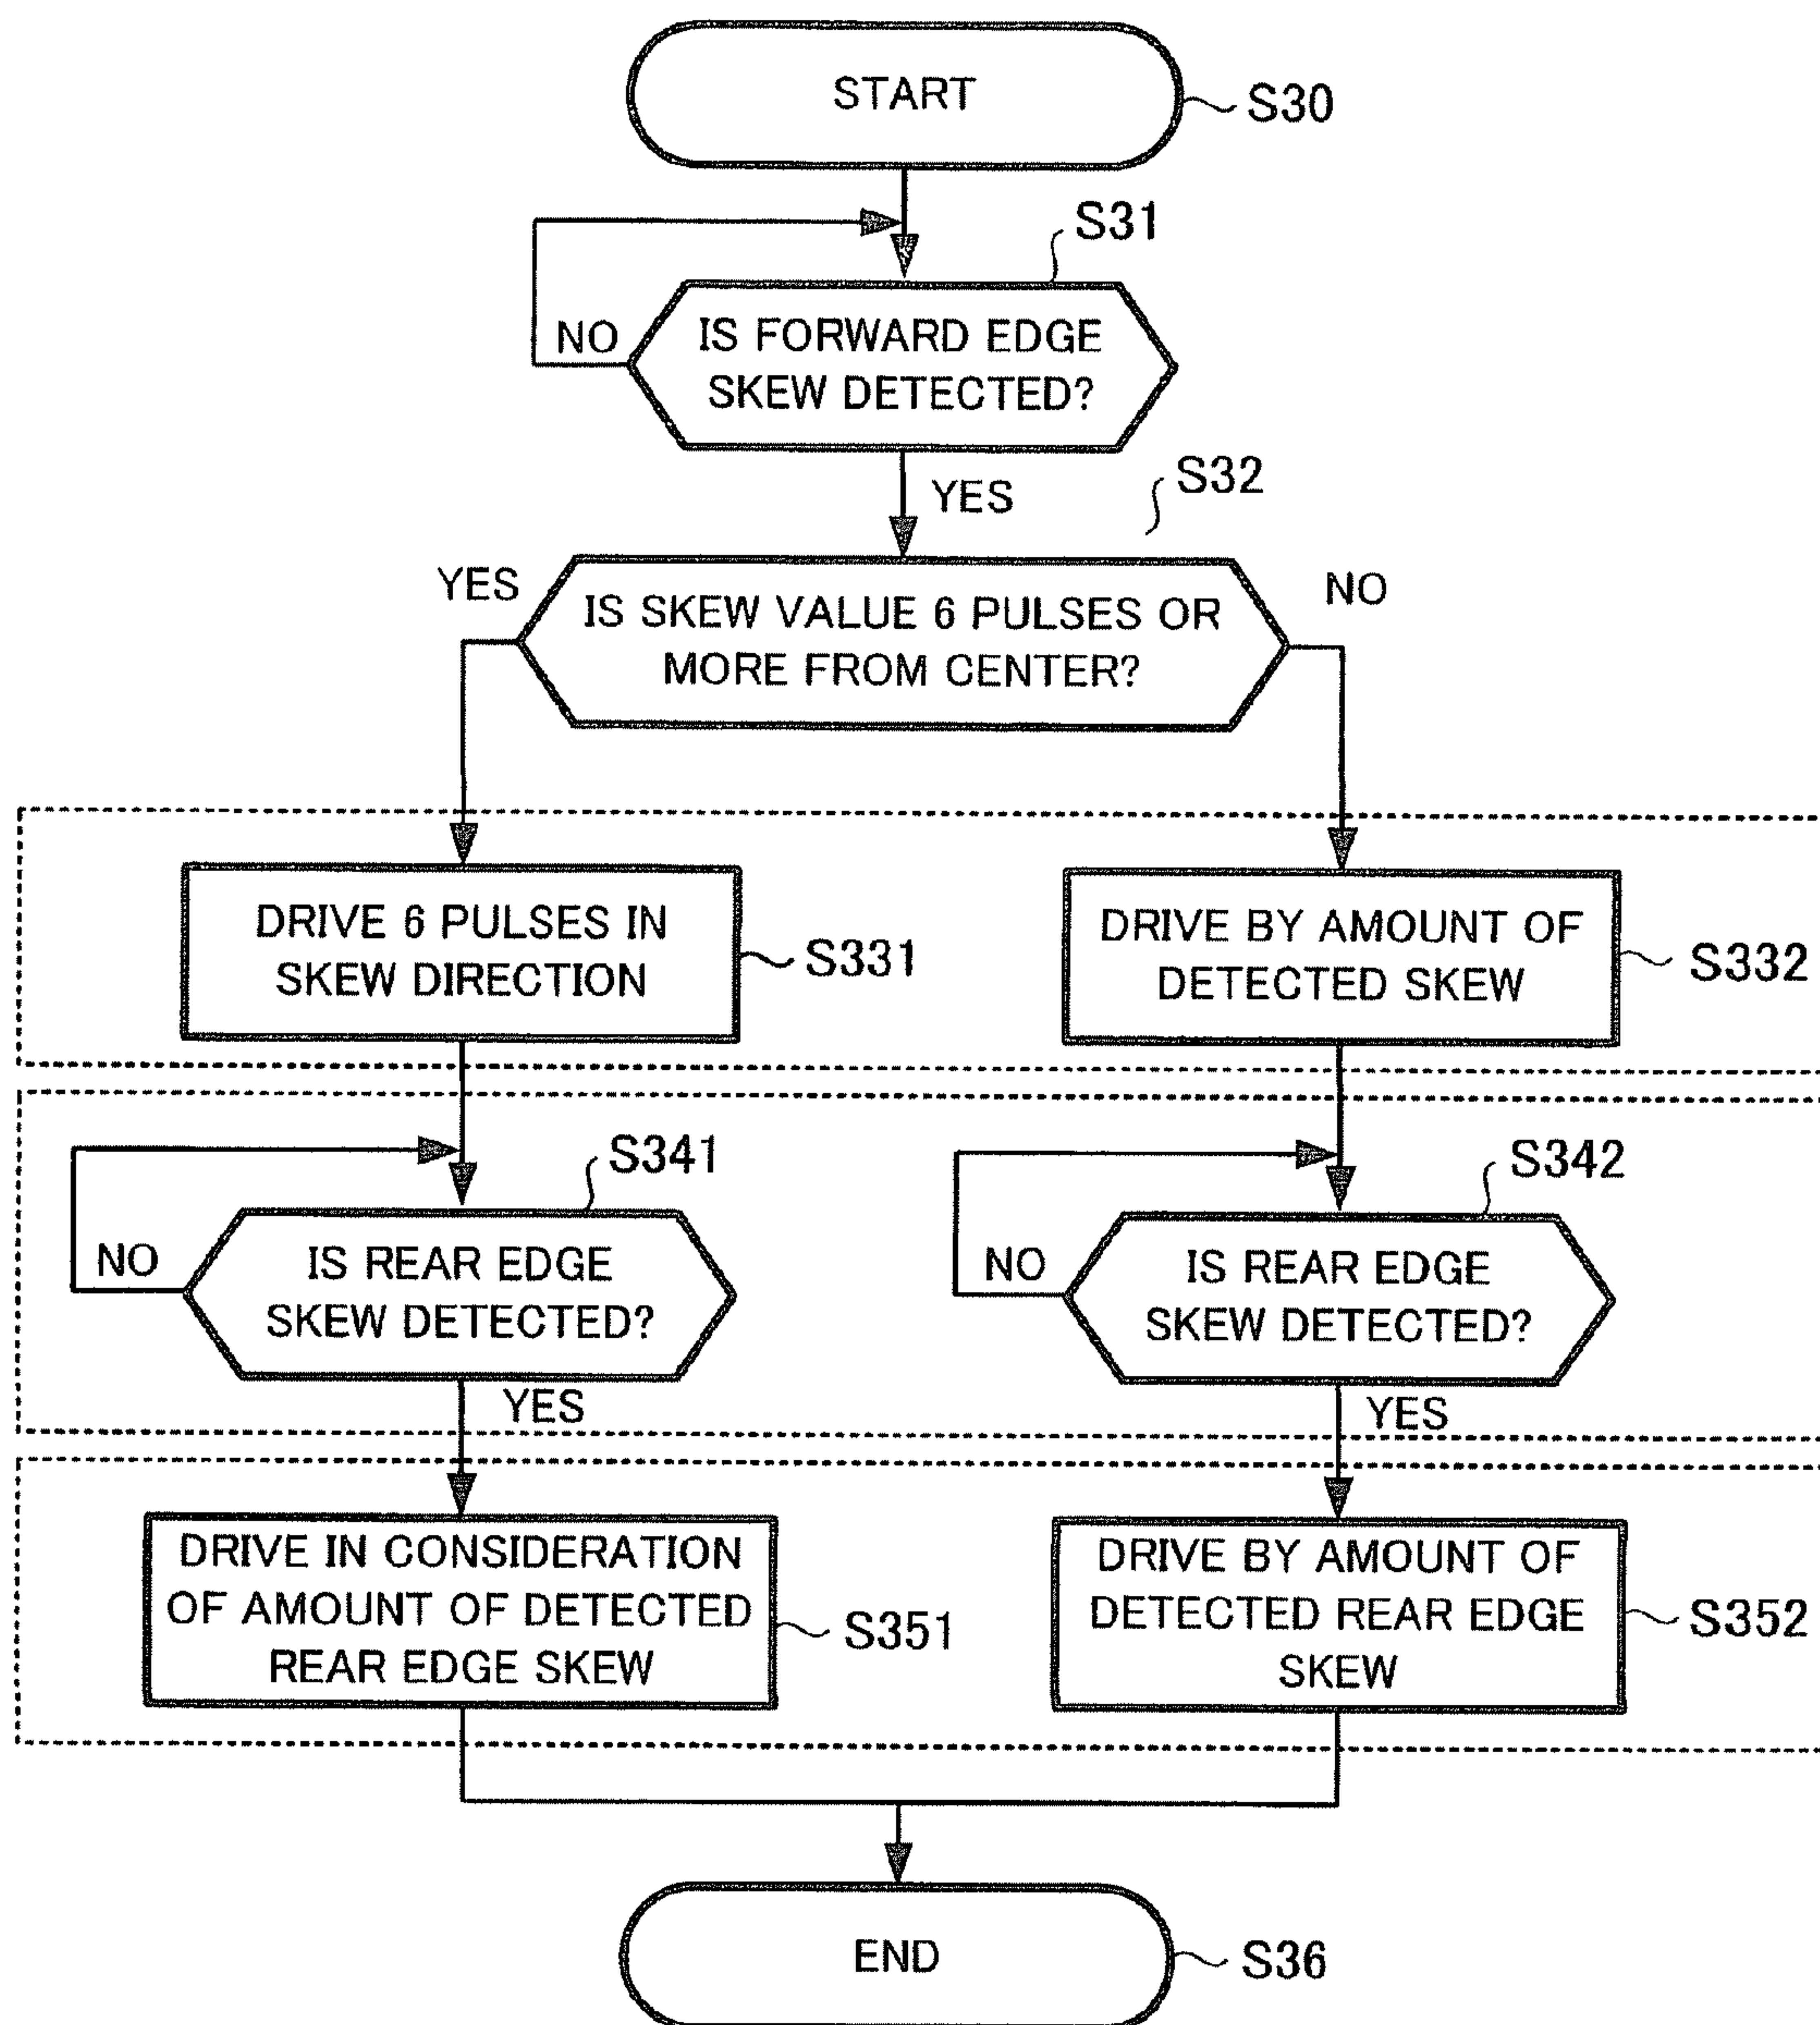 START
S30
S31
NO
IS FORWARD EDGE
SKEW DETECTED?
YES
S32
YES
IS SKEW VALUE 6 PULSES OR
MORE FROM CENTER?
NO
DRIVE 6 PULSES IN
SKEW DIRECTION
S331
DRIVE BY AMOUNT OF
DETECTED SKEW
S332
S341
NO
IS REAR EDGE
SKEW DETECTED?
YES
S342
NO
IS REAR EDGE
SKEW DETECTED?
YES
DRIVE IN CONSIDERATION
OF AMOUNT OF DETECTED
REAR EDGE SKEW
S351
DRIVE BY AMOUNT OF
DETECTED REAR EDGE
SKEW
S352
END
S36